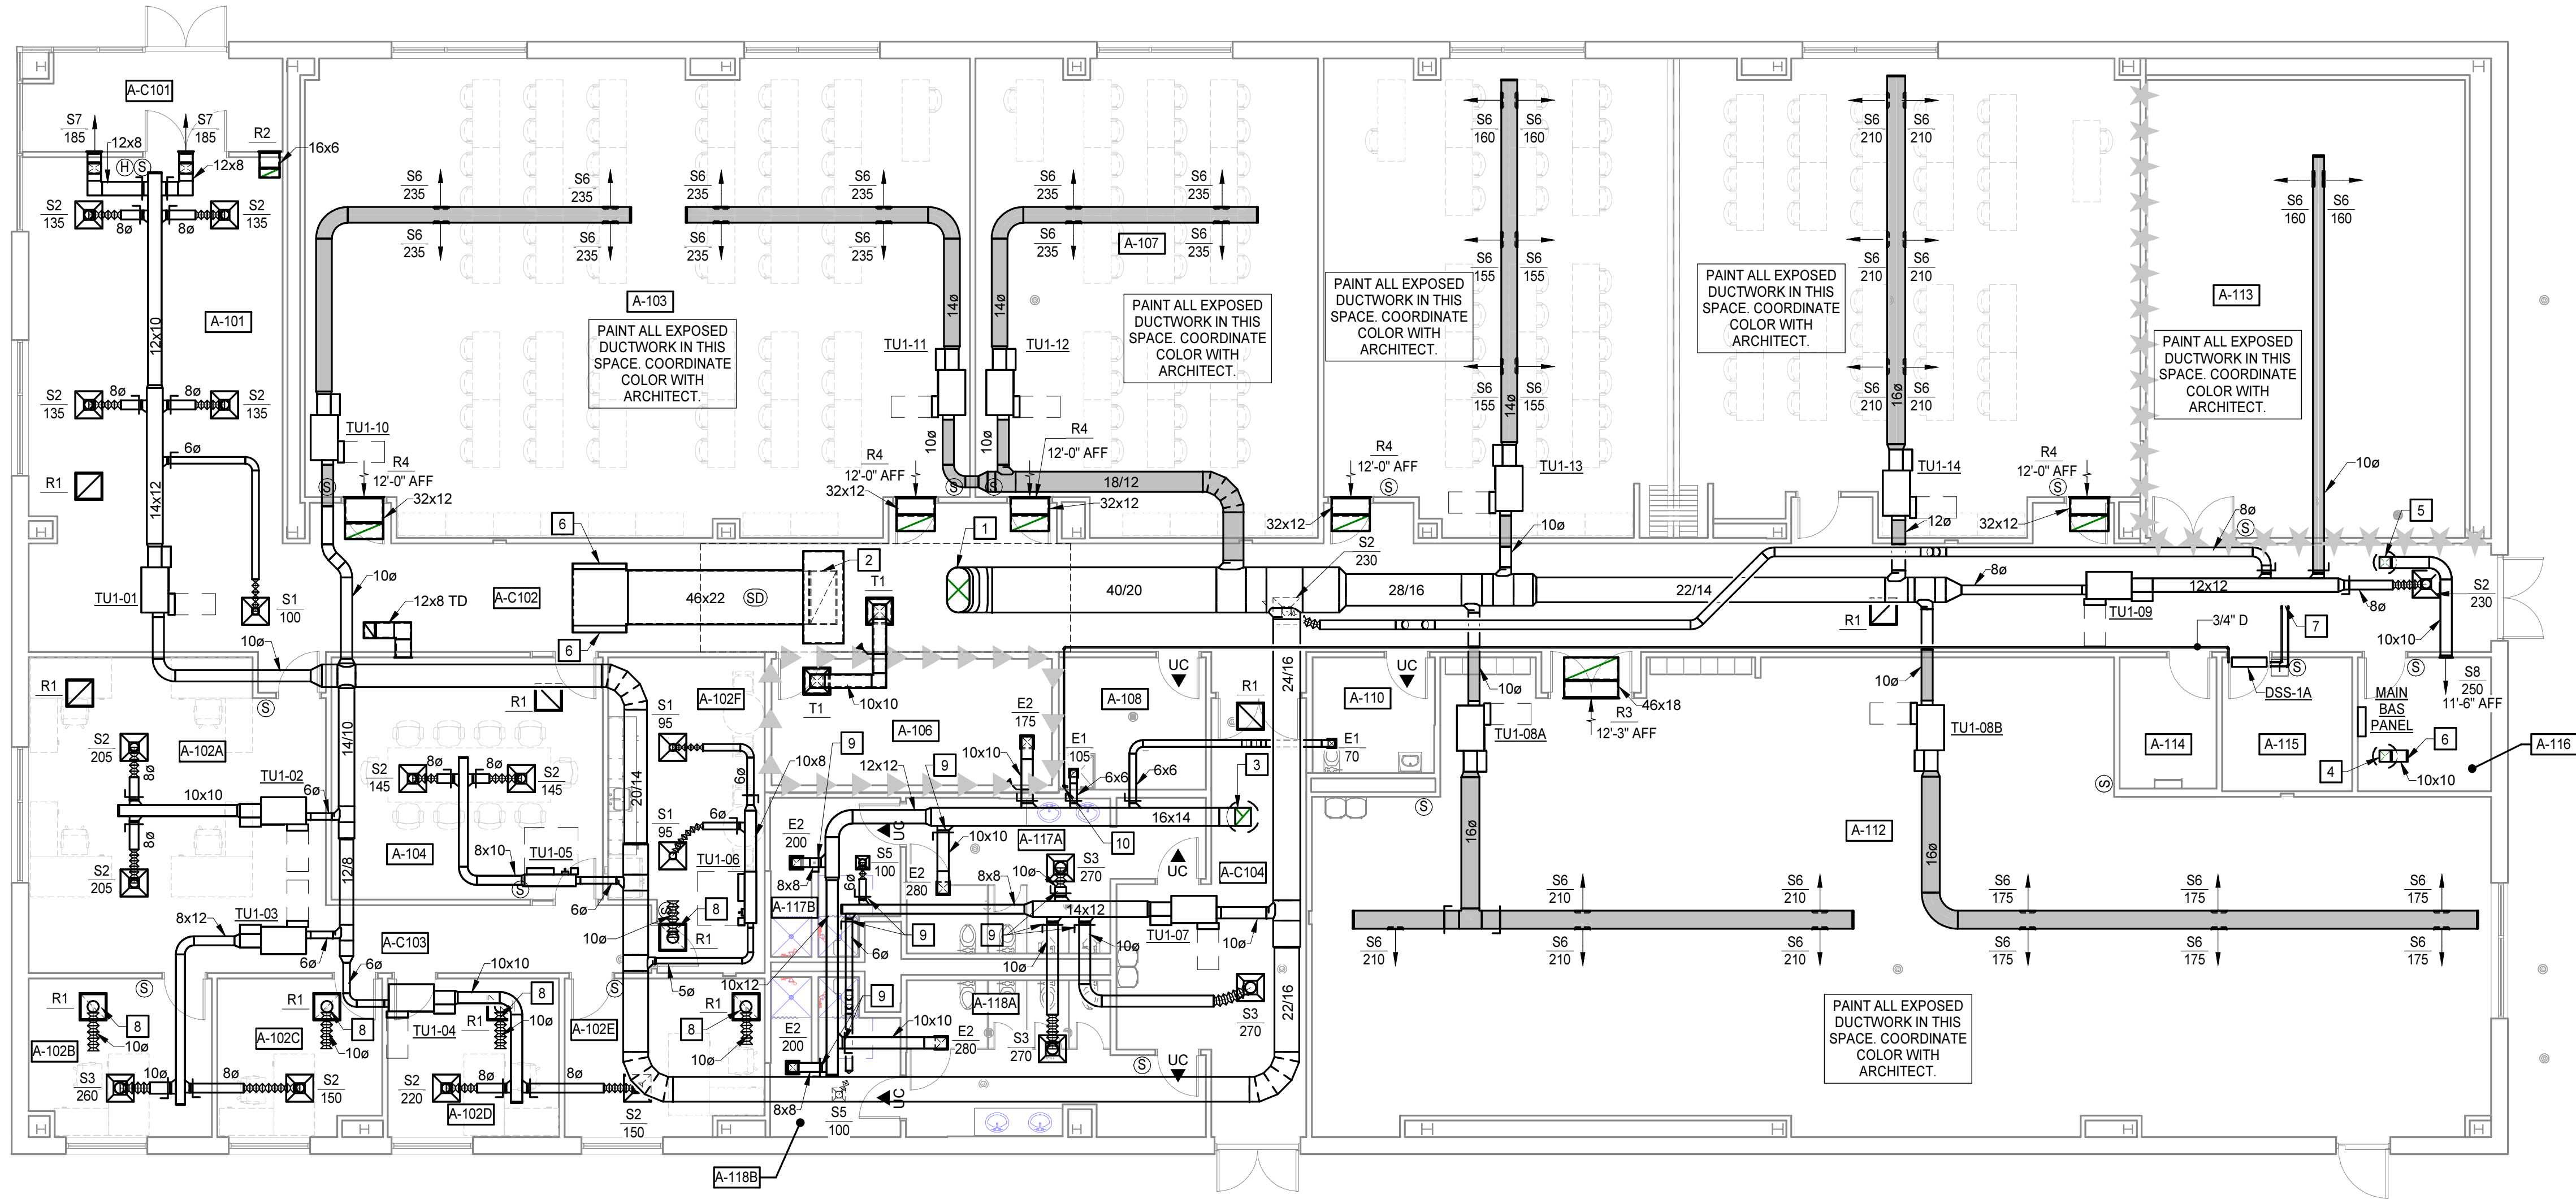 A-C101
S7
185
12x8
S7
185
12x8
R2
16x6
H
S
S2
135
8ø
8ø
S2
135
A-101
12x10
S2
135
8ø
8ø
S2
135
6ø
R1
14x12
TU1-01
S1
100
10ø
S6
235
S6
235
S6
235
S6
235
S6
235
S6
235
S6
235
S6
235
A-103
PAINT ALL EXPOSED
DUCTWORK IN THIS
SPACE. COORDINATE
COLOR WITH
ARCHITECT.
TU1-10
S
R4
12'-0" AFF
32x12
10ø
TU1-11
14ø
10ø
R4
12'-0" AFF
32x12
S
S6
235
S6
235
S6
235
S6
235
A-107
PAINT ALL EXPOSED
DUCTWORK IN THIS
SPACE. COORDINATE
COLOR WITH
ARCHITECT.
14ø
TU1-12
10ø
R4
12'-0" AFF
32x12
S
18/12
S6
160
S6
160
S6
155
S6
155
S6
155
S6
155
PAINT ALL EXPOSED
DUCTWORK IN THIS
SPACE. COORDINATE
COLOR WITH
ARCHITECT.
14ø
TU1-13
R4
12'-0" AFF
S
32x12
10ø
S6
210
S6
210
S6
210
S6
210
S6
210
S6
210
PAINT ALL EXPOSED
DUCTWORK IN THIS
SPACE. COORDINATE
COLOR WITH
ARCHITECT.
16ø
TU1-14
12ø
R4
12'-0" AFF
S
32x12
S6
160
S6
160
A-113
PAINT ALL EXPOSED
DUCTWORK IN THIS
SPACE. COORDINATE
COLOR WITH
ARCHITECT.
10ø
8ø
S
5
6
A-C102
46x22
SD
2
6
T1
1
40/20
S2
230
28/16
22/14
8ø
12x12
8ø
S2
230
TU1-09
R1
3/4" D
7
10x10
12x8 TD
10ø
S
R1
A-102A
S2
205
8ø
8ø
S2
205
10x10
TU1-02
6ø
14/10
12/8
R1
S2
145
8ø
8ø
S2
145
A-104
8x10
TU1-05
S
6ø
20/14
A-102F
S1
95
S1
95
6ø
6ø
10x8
TU1-06
S
10ø
8
R1
5ø
T1
10x10
A-106
E2
175
10x10
E1
105
6x6
6x6
A-108
UC
R1
24/16
E1
70
3
9
12x12
9
16x14
10
UC
10x10
A-117A
E2
200
8x8
S5
100
6ø
E2
280
S3
270
10ø
UC
A-C104
8x8
14x12
TU1-07
10ø
A-117B
9
9
6ø
10ø
10ø
10x12
9
10x10
E2
280
A-118A
S3
270
S3
270
22/16
E2
200
8x8
S5
100
UC
UC
S
A-118B
TU1-03
8x12
6ø
A-C103
6ø
10x10
S
R1
8
10ø
A-102B
R1
8
10ø
A-102C
TU1-04
R1
8
10ø
S
A-102E
R1
8
10ø
S3
260
10ø
8ø
S2
150
S2
220
8ø
8ø
A-102D
S2
150
A-110
UC
10ø
TU1-08A
R3
12'-3" AFF
46x18
10ø
TU1-08B
S
16ø
16ø
A-112
S6
210
S6
210
S6
210
S6
210
S6
210
S6
175
S6
175
S6
175
S6
175
S6
175
S6
175
PAINT ALL EXPOSED
DUCTWORK IN THIS
SPACE. COORDINATE
COLOR WITH
ARCHITECT.
A-114
S
A-115
S
DSS-1A
MAIN
BAS
PANEL
S
S8
250
11'-6" AFF
6
4
10x10
A-116